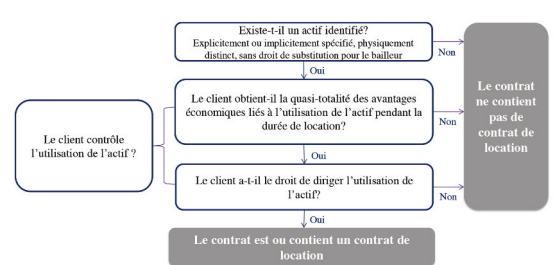 Existe-t-il un actif identifié?
Explicitement ou implicitement spécifié, physiquement
distinct, sans droit de substitution pour le bailleur
Non
Oui
Le client obtient-il la quasi-totalité des avantages
économiques liés à l'utilisation de l'actif pendant la
durée de location?
Non
Le contrat
ne contient
pas de
contrat de
location
Le client contrôle
l'utilisation de l'actif ?
Oui
Le client a-t-il le droit de diriger l'utilisation de
l'actif?
Non
Oui
Le contrat est ou contient un contrat de
location